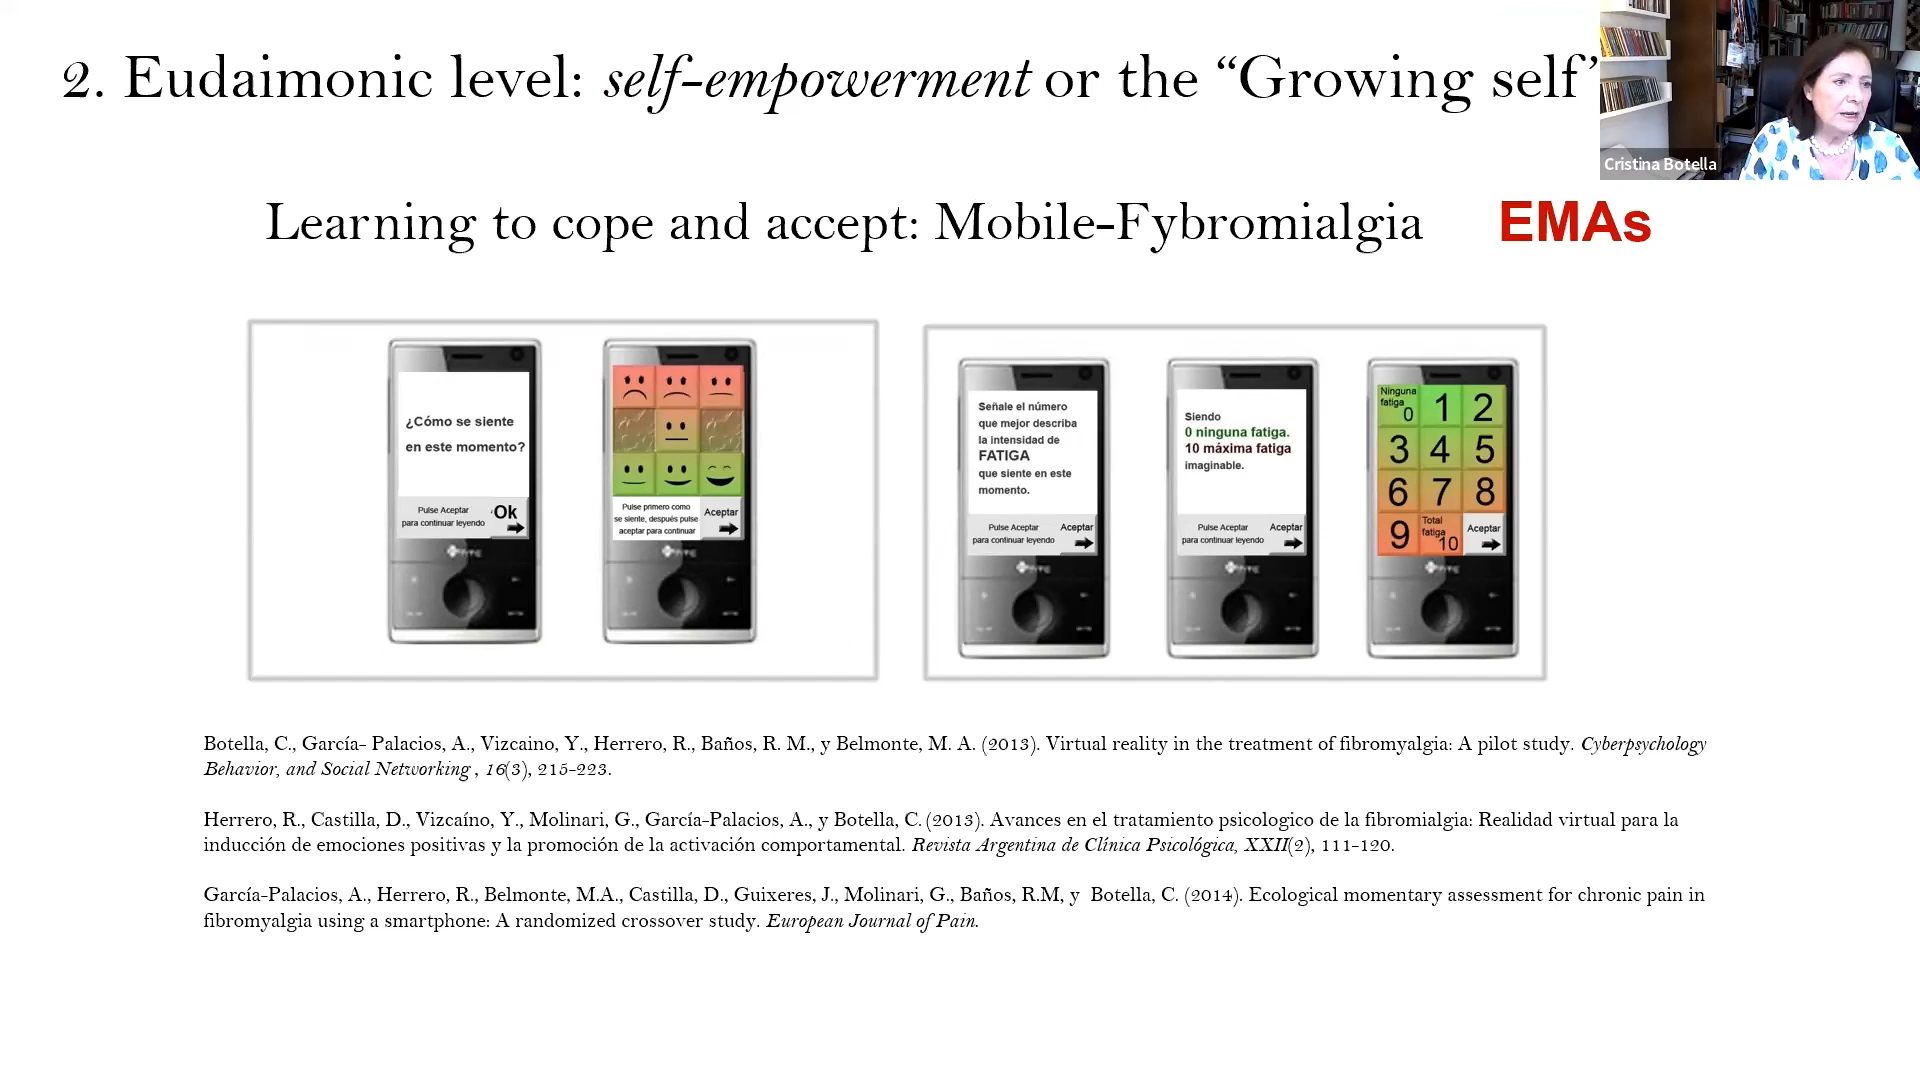 2. Eudaimonic level: self-empowerment or the “Growing self”
Cristina Botella
Learning to cope and accept: Mobile-Fybromialgia
EMAs
¿Cómo se siente
en este momento?
Pulse Aceptar
para continuar leyendo
Ok
Pulse primero como
se siente, después pulse
aceptar para continuar
Aceptar
Señale el número
que mejor describa
la intensidad de
FATIGA
que siente en este
momento.
Pulse Aceptar
para continuar leyendo
Aceptar
Siendo
0 ninguna fatiga.
10 máxima fatiga
imaginable.
Pulse Aceptar
para continuar leyendo
Aceptar
Ninguna
fatiga
0 1 2
3 4 5
6 7 8
9 Total
fatiga
10
Aceptar
Botella, C., García- Palacios, A., Vizcaino, Y., Herrero, R., Baños, R. M., y Belmonte, M. A. (2013). Virtual reality in the treatment of fibromyalgia: A pilot study. Cyberpsychology
Behavior, and Social Networking , 16(3), 215-223.
Herrero, R., Castilla, D., Vizcaíno, Y., Molinari, G., García-Palacios, A., y Botella, C. (2013). Avances en el tratamiento psicologico de la fibromialgia: Realidad virtual para la
inducción de emociones positivas y la promoción de la activación comportamental. Revista Argentina de Clínica Psicológica, XXII(2), 111-120.
García-Palacios, A., Herrero, R., Belmonte, M.A., Castilla, D., Guixeres, J., Molinari, G., Baños, R.M, y Botella, C. (2014). Ecological momentary assessment for chronic pain in
fibromyalgia using a smartphone: A randomized crossover study. European Journal of Pain.